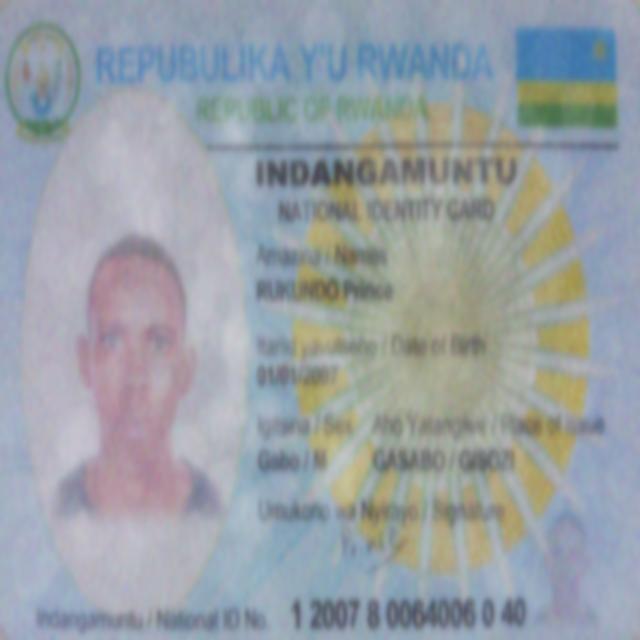 REPUBULIKA Y'U RWANDA
REPUBLIC OF RWANDA
INDANGAMUNTU
NATIONAL IDENTITY CARD
Amazina / Names
RUKUNDO Prince
Itariki yavutseho / Date of Birth
01/01/2007
Igitsina / Sex Aho Yatangiwe / Place of Issue
Gabo / M GASABO / GISOZI
Umukono wa Nyirayo / Signature
Indangamuntu / National ID No. 1 2007 8 0064006 0 40